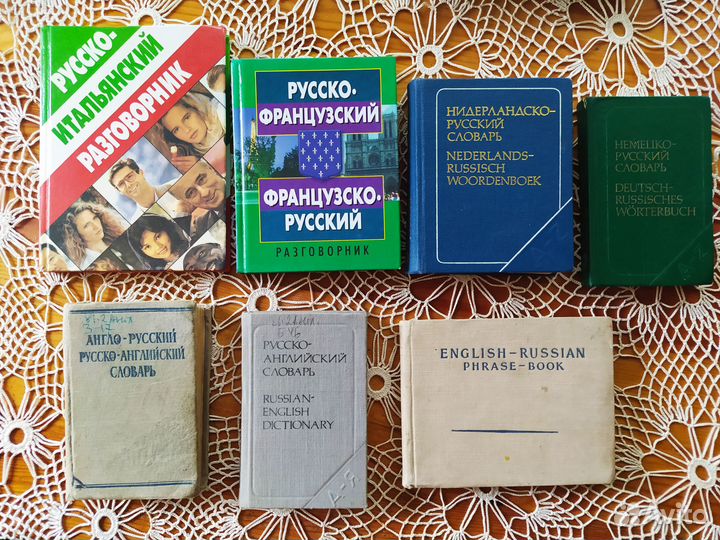 РУССКО-
ИТАЛЬЯНСКИЙ
РАЗГОВОРНИК
РУССКО-
ФРАНЦУЗСКИЙ
ФРАНЦУЗСКО-
РУССКИЙ
РАЗГОВОРНИК
НИДЕРЛАНДСКО-
РУССКИЙ
СЛОВАРЬ
NEDERLANDS-
RUSSISCH
WOORDENBOEK
НЕМЕЦКО-
РУССКИЙ
СЛОВАРЬ
DEUTSCH-
RUSSISCHES
WÖRTERBUCH
A-Z
АНГЛО-РУССКИЙ
РУССКО-АНГЛИЙСКИЙ
СЛОВАРЬ
РУССКО-
АНГЛИЙСКИЙ
СЛОВАРЬ
RUSSIAN-
ENGLISH
DICTIONARY
А-Я
ENGLISH-RUSSIAN
PHRASE-BOOK
Avito